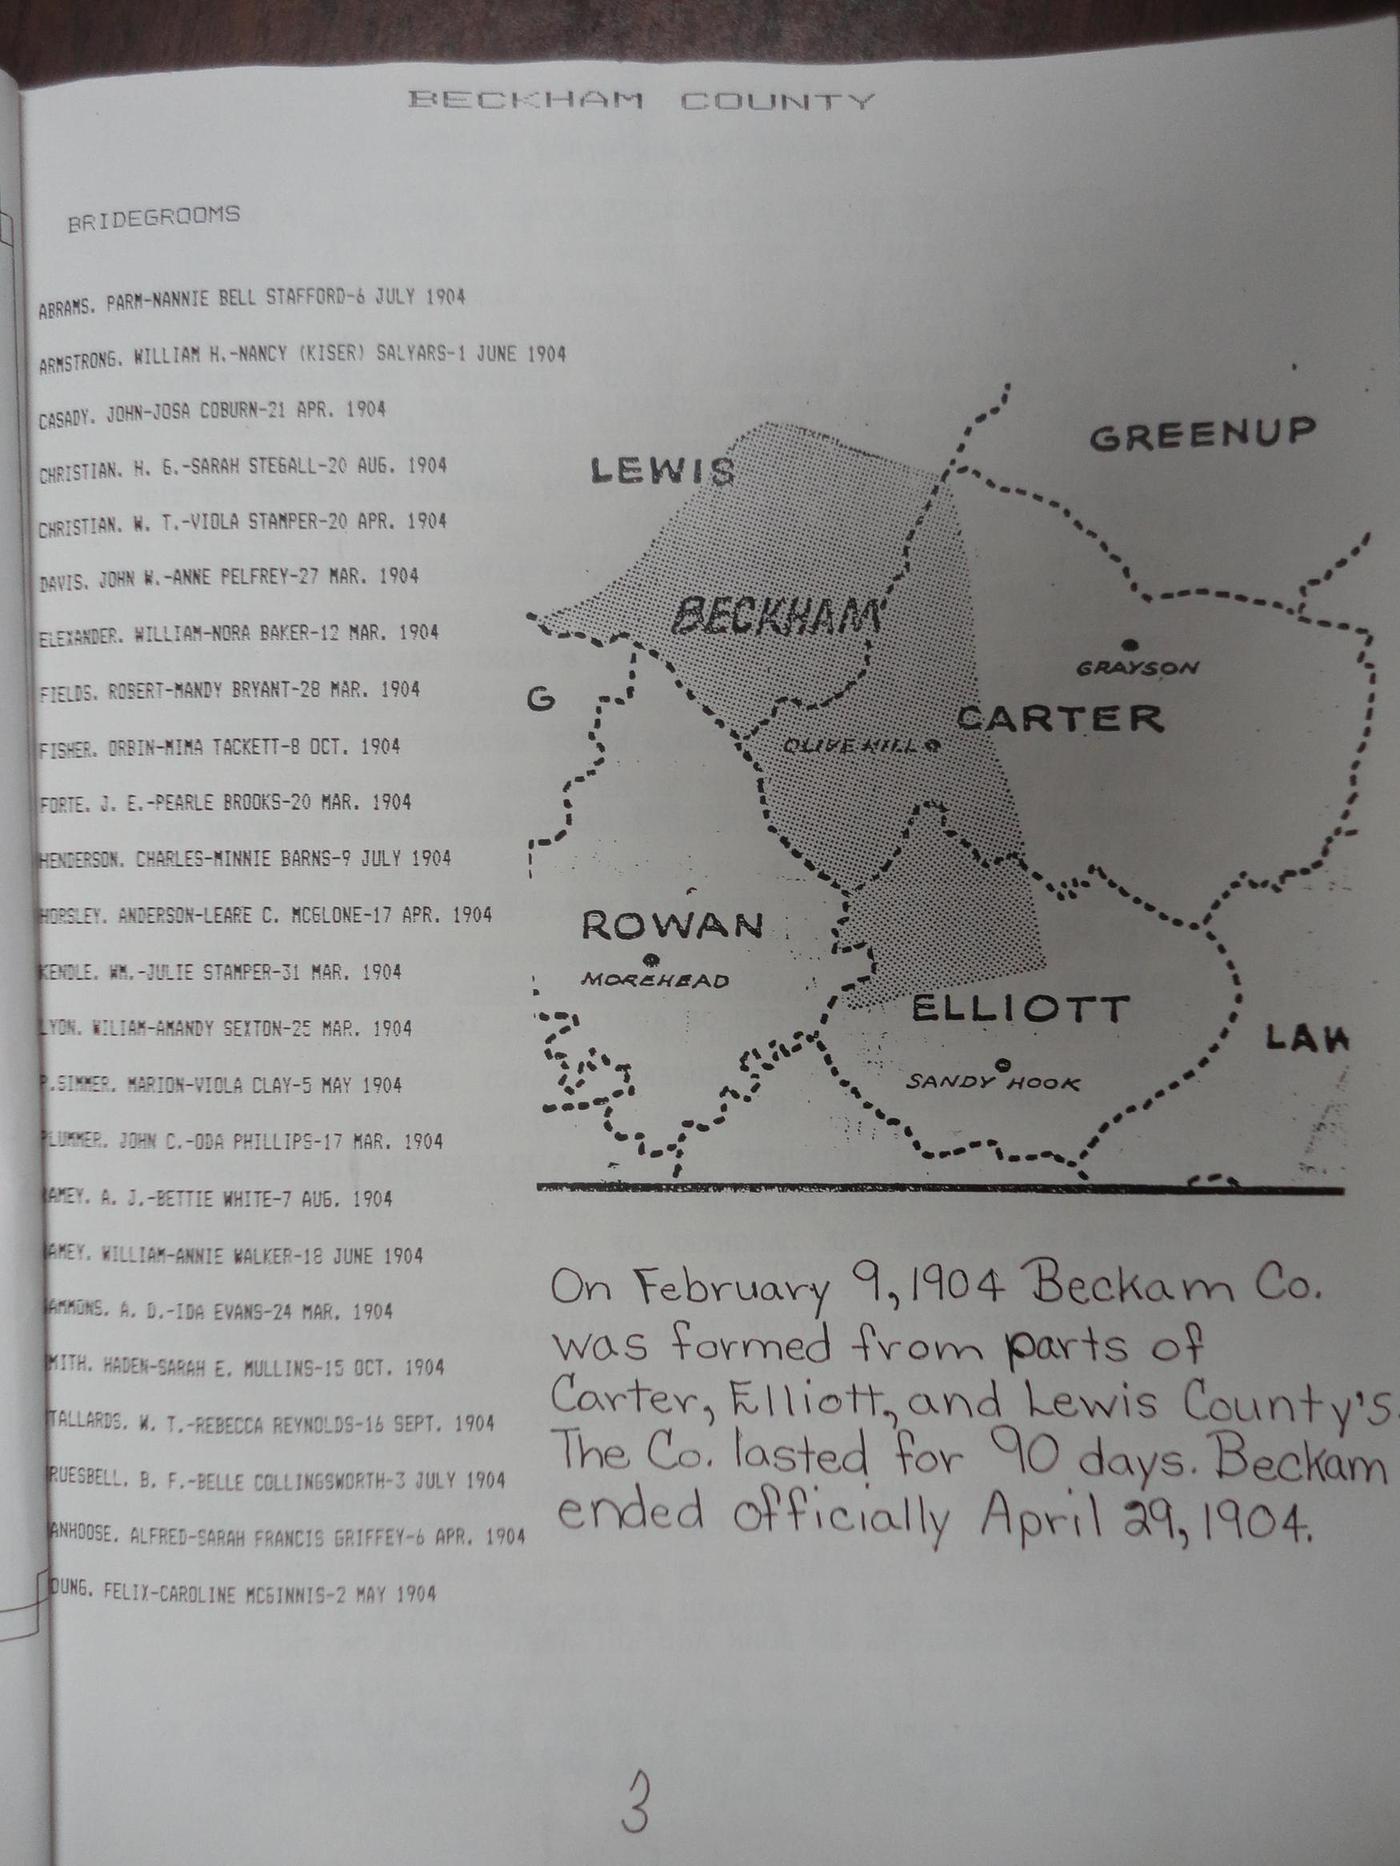 BECKHAM COUNTY
BRIDEGROOMS
ABRAMS, PARM-NANNIE BELL STAFFORD-6 JULY 1904
ARMSTRONG, WILLIAM H.-NANCY (KISER) SALYARS-1 JUNE 1904
CASADY, JOHN-JOSA COBURN-21 APR. 1904
CHRISTIAN, H. G.-SARAH STEGALL-20 AUG. 1904
CHRISTIAN, W. T.-VIOLA STAMPER-20 APR. 1904
DAVIS, JOHN W.-ANNE PELFREY-27 MAR. 1904
ELEXANDER, WILLIAM-NORA BAKER-12 MAR. 1904
FIELDS, ROBERT-MANDY BRYANT-28 MAR. 1904
FISHER, ORBIN-MIMA TACKETT-8 OCT. 1904
FORTE, J. E.-PEARLE BROOKS-20 MAR. 1904
HENDERSON, CHARLES-MINNIE BARNS-9 JULY 1904
HORSLEY, ANDERSON-LEARE C. MCGLONE-17 APR. 1904
KENDLE, WM.-JULIE STAMPER-31 MAR. 1904
LYON, WILIAM-AMANDY SEXTON-25 MAR. 1904
P.SIMMER, MARION-VIOLA CLAY-5 MAY 1904
PLUMMER, JOHN C.-ODA PHILLIPS-17 MAR. 1904
AMEY, A. J.-BETTIE WHITE-7 AUG. 1904
AMEY, WILLIAM-ANNIE WALKER-18 JUNE 1904
AMMONS, A. D.-IDA EVANS-24 MAR. 1904
MITH, HADEN-SARAH E. MULLINS-15 OCT. 1904
TALLARDS, W. T.-REBECCA REYNOLDS-16 SEPT. 1904
RUESBELL, B. F.-BELLE COLLINGSWORTH-3 JULY 1904
ANHOOSE, ALFRED-SARAH FRANCIS GRIFFEY-6 APR. 1904
OUNG, FELIX-CAROLINE MCGINNIS-2 MAY 1904
GREENUP
LEWIS
BECKHAM
GRAYSON
G
CARTER
OLIVE HILL
ROWAN
MOREHEAD
ELLIOTT
LAW
SANDY HOOK
On February 9, 1904 Beckam Co.
was formed from parts of
Carter, Elliott, and Lewis County's.
The Co. lasted for 90 days. Beckam
ended officially April 29, 1904.
3